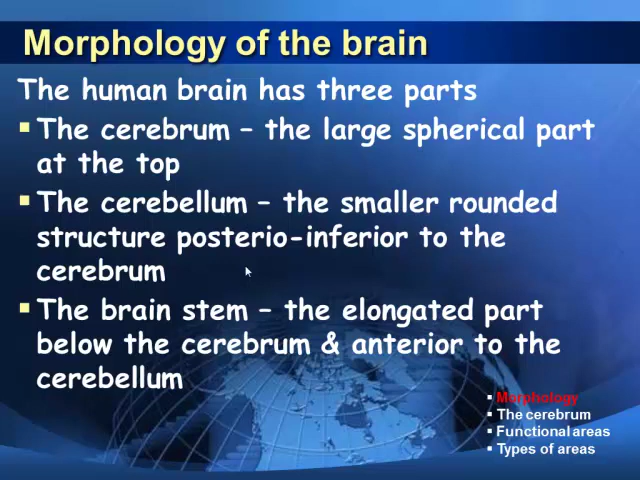 Morphology of the brain
The human brain has three parts
▪ The cerebrum – the large spherical part
at the top
▪ The cerebellum – the smaller rounded
structure posterio-inferior to the
cerebrum
▪ The brain stem – the elongated part
below the cerebrum & anterior to the
cerebellum
▪ Morphology
▪ The cerebrum
▪ Functional areas
▪ Types of areas